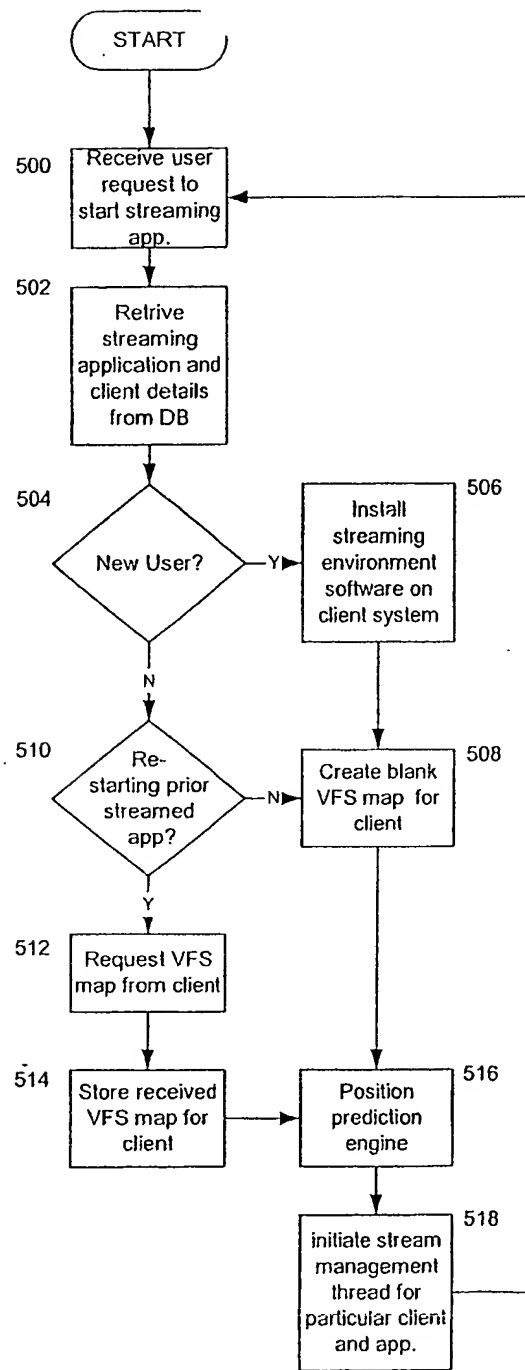 START
500
Receive user
request to
start streaming
app.
502
Retrive
streaming
application and
client details
from DB
504
New User?
Y
506
Install
streaming
environment
software on
client system
N
510
Re-
starting prior
streamed
app?
N
508
Create blank
VFS map for
client
Y
512
Request VFS
map from client
514
Store received
VFS map for
client
516
Position
prediction
engine
518
initiate stream
management
thread for
particular client
and app.